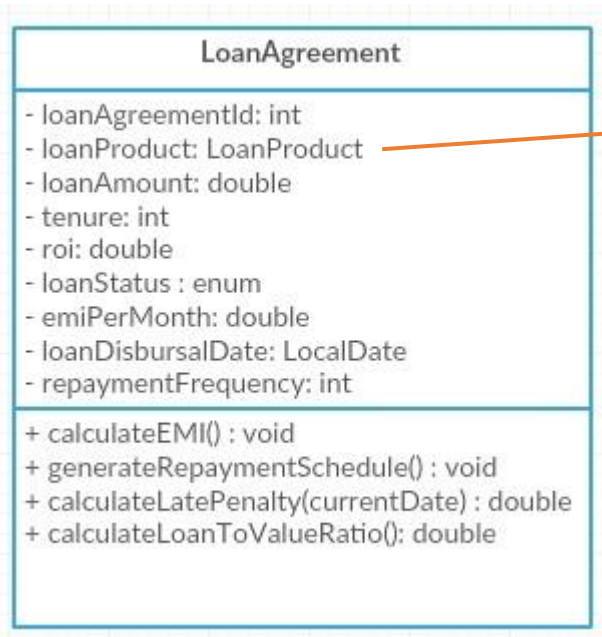 LoanAgreement
- loanAgreementId: int
- loanProduct: LoanProduct
- loanAmount: double
- tenure: int
- roi: double
- loanStatus : enum
- emiPerMonth: double
- loanDisbursalDate: LocalDate
- repaymentFrequency: int
+ calculateEMI() : void
+ generateRepaymentSchedule() : void
+ calculateLatePenalty(currentDate) : double
+ calculateLoanToValueRatio(): double